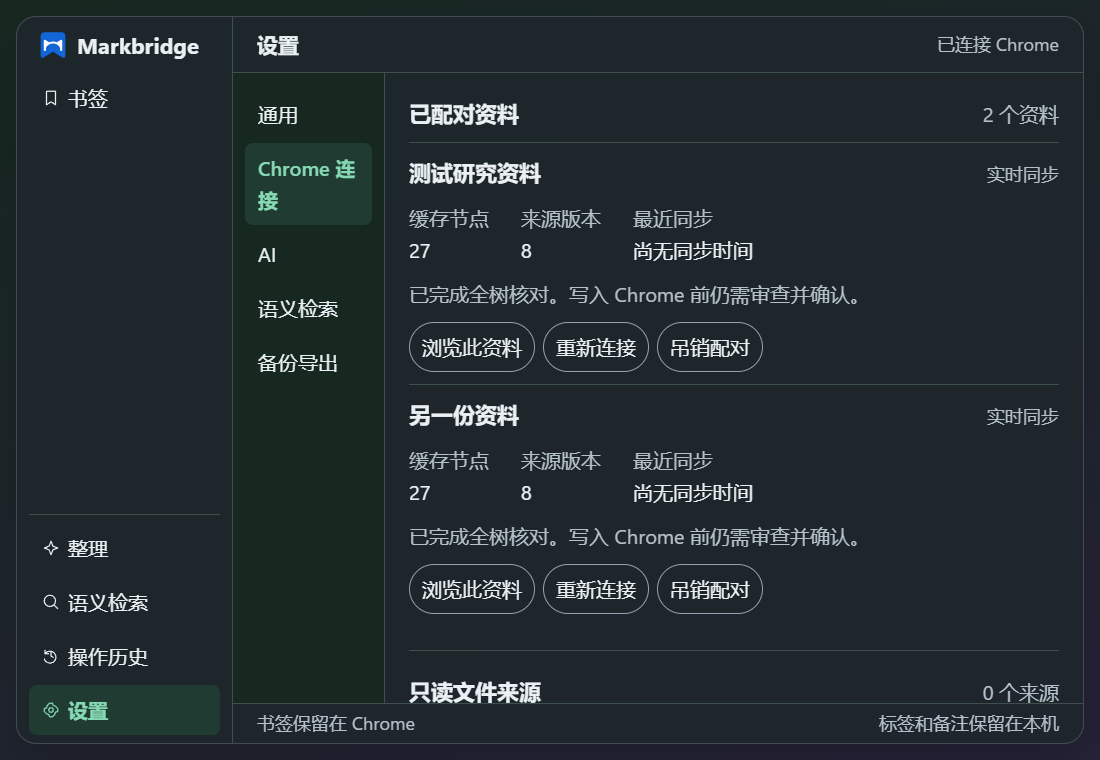 Markbridge
书签
整理
语义检索
操作历史
设置
设置
已连接 Chrome
通用
Chrome 连
接
AI
语义检索
备份导出
已配对资料
2 个资料
测试研究资料
实时同步
缓存节点 来源版本 最近同步
27 8 尚无同步时间
已完成全树核对。写入 Chrome 前仍需审查并确认。
浏览此资料 重新连接 吊销配对
另一份资料
实时同步
缓存节点 来源版本 最近同步
27 8 尚无同步时间
已完成全树核对。写入 Chrome 前仍需审查并确认。
浏览此资料 重新连接 吊销配对
只读文件来源
0 个来源
书签保留在 Chrome
标签和备注保留在本机